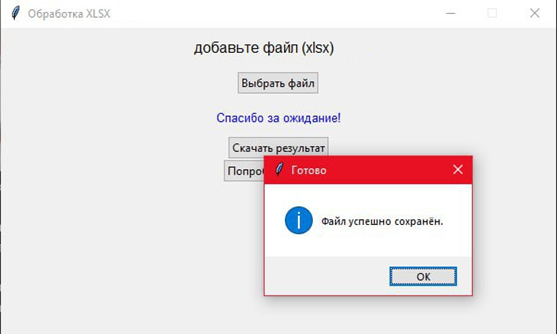 Обработка XLSX
добавьте файл (xlsx)
Выбрать файл
Спасибо за ожидание!
Скачать результат
Готово
Файл успешно сохранён.
OK